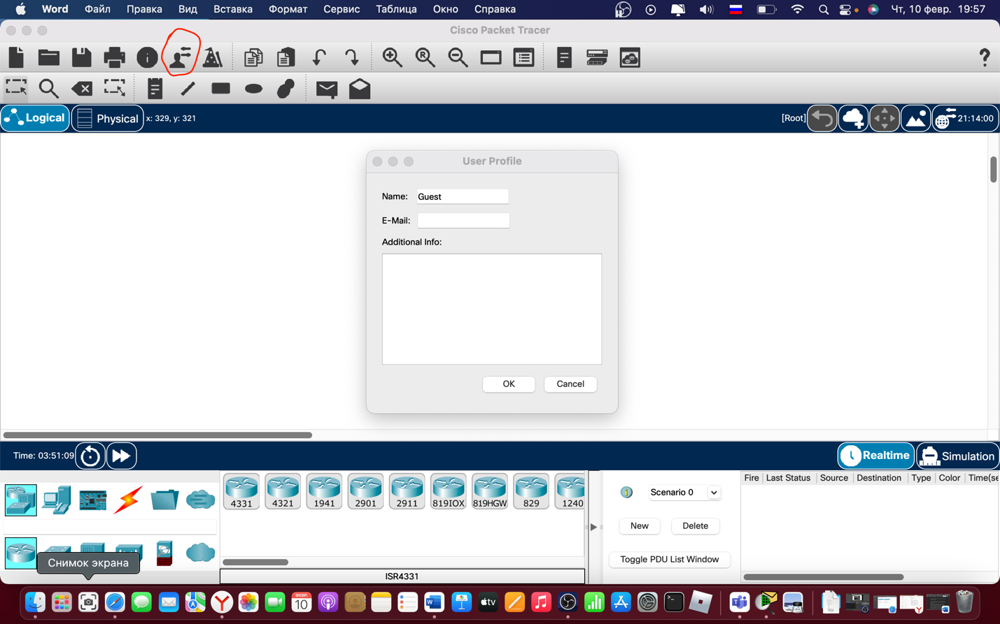 Word Файл Правка Вид Вставка Формат Сервис Таблица Окно Справка Чт, 10 февр. 19:57
Cisco Packet Tracer
Logical Physical x: 329, y: 321 [Root] 21:14:00
User Profile
Name: Guest
E-Mail:
Additional Info:
OK Cancel
Time: 03:51:09 Realtime Simulation
4331 4321 1941 2901 2911 819IOX 819HGW 829 1240
Scenario 0
Fire Last Status Source Destination Type Color Time(se
New Delete
Toggle PDU List Window
Снимок экрана
ISR4331
ФЕВР.
10
tv